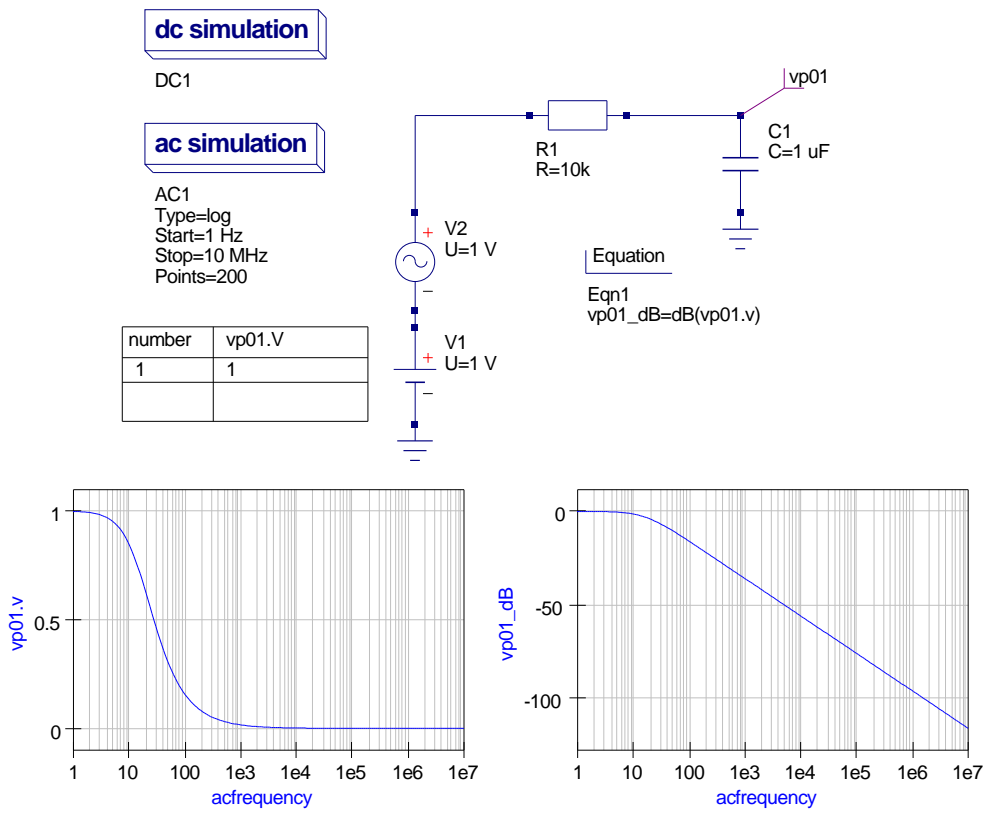 dc simulation
DC1
ac simulation
AC1
Type=log
Start=1 Hz
Stop=10 MHz
Points=200
vp01
R1
R=10k
C1
C=1 uF
+ V2
U=1 V
−
V1
+ U=1 V
−
Equation
Eqn1
vp01_dB=dB(vp01.v)
number vp01.V
1 1
1
0.5
0
vp01.v
1 10 100 1e3 1e4 1e5 1e6 1e7
acfrequency
0
-50
-100
vp01_dB
1 10 100 1e3 1e4 1e5 1e6 1e7
acfrequency